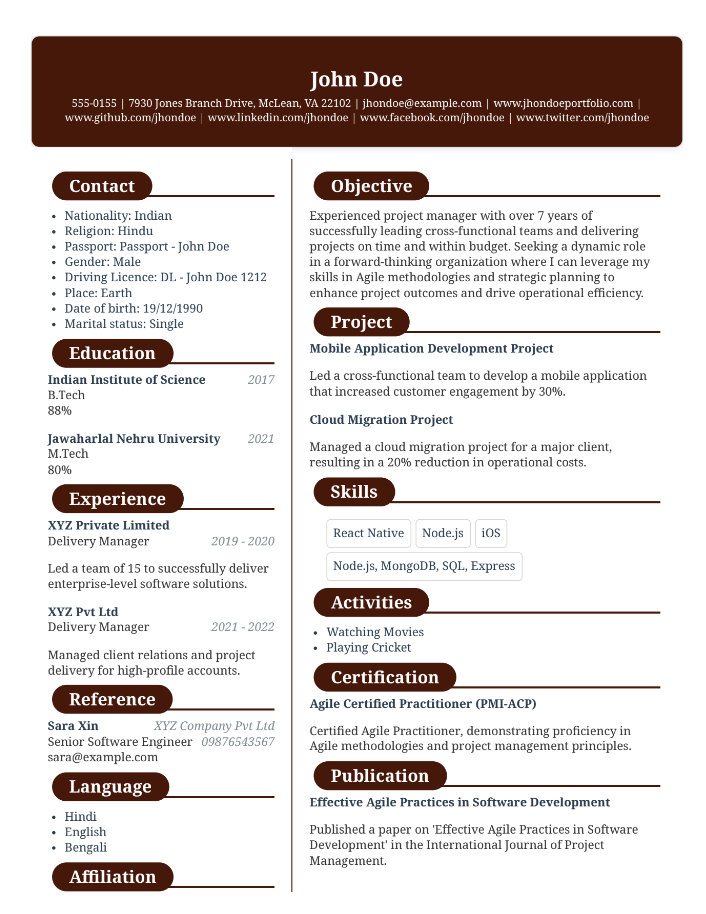 John Doe
555-0155 | 7930 Jones Branch Drive, McLean, VA 22102 | jhondoe@example.com | www.jhondoeportfolio.com |
www.github.com/jhondoe | www.linkedin.com/jhondoe | www.facebook.com/jhondoe | www.twitter.com/jhondoe
Contact
• Nationality: Indian
• Religion: Hindu
• Passport: Passport - John Doe
• Gender: Male
• Driving Licence: DL - John Doe 1212
• Place: Earth
• Date of birth: 19/12/1990
• Marital status: Single
Education
Indian Institute of Science 2017
B.Tech
88%
Jawaharlal Nehru University 2021
M.Tech
80%
Experience
XYZ Private Limited
Delivery Manager 2019 - 2020
Led a team of 15 to successfully deliver
enterprise-level software solutions.
XYZ Pvt Ltd
Delivery Manager 2021 - 2022
Managed client relations and project
delivery for high-profile accounts.
Reference
Sara Xin XYZ Company Pvt Ltd
Senior Software Engineer 09876543567
sara@example.com
Language
• Hindi
• English
• Bengali
Affiliation
Objective
Experienced project manager with over 7 years of
successfully leading cross-functional teams and delivering
projects on time and within budget. Seeking a dynamic role
in a forward-thinking organization where I can leverage my
skills in Agile methodologies and strategic planning to
enhance project outcomes and drive operational efficiency.
Project
Mobile Application Development Project
Led a cross-functional team to develop a mobile application
that increased customer engagement by 30%.
Cloud Migration Project
Managed a cloud migration project for a major client,
resulting in a 20% reduction in operational costs.
Skills
React Native Node.js iOS
Node.js, MongoDB, SQL, Express
Activities
• Watching Movies
• Playing Cricket
Certification
Agile Certified Practitioner (PMI-ACP)
Certified Agile Practitioner, demonstrating proficiency in
Agile methodologies and project management principles.
Publication
Effective Agile Practices in Software Development
Published a paper on 'Effective Agile Practices in Software
Development' in the International Journal of Project
Management.